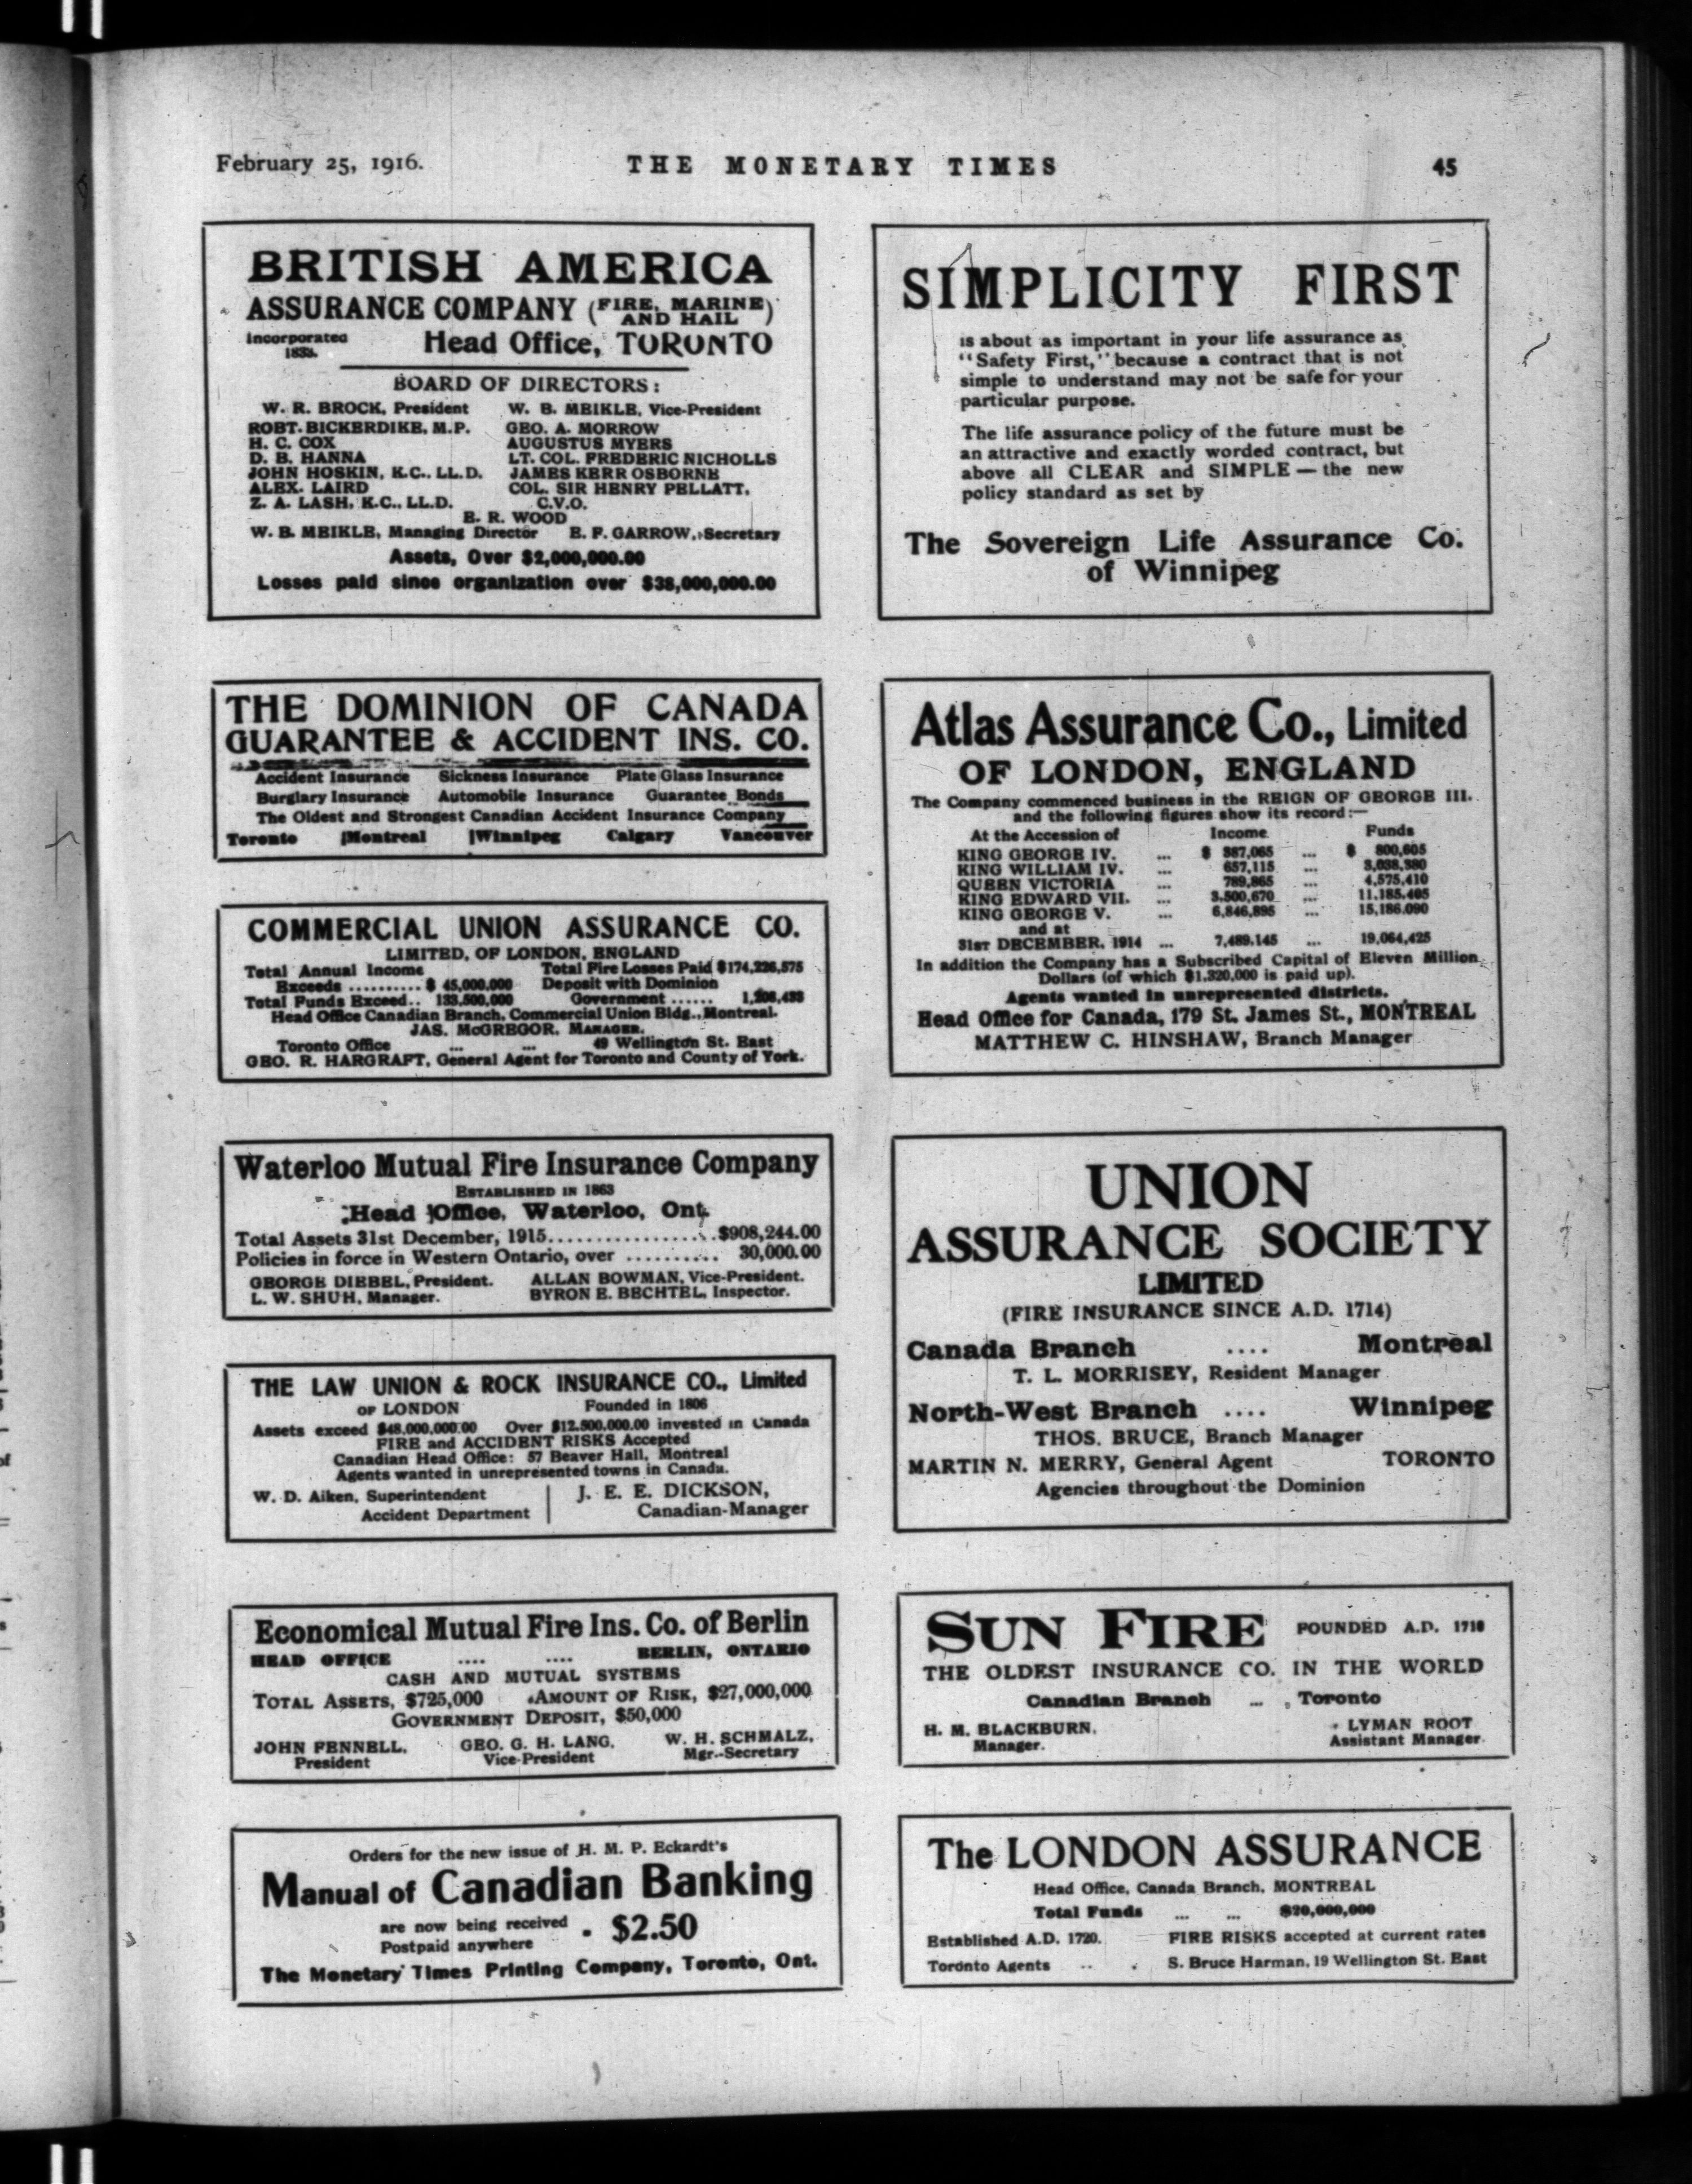 February 25, 1916.
THE MONETARY TIMES
45
BRITISH AMERICA
ASSURANCE COMPANY (FIRE, MARINE AND HAIL)
Incorporated 1833.
Head Office, TORONTO
BOARD OF DIRECTORS:
W. R. BROCK, President W. B. MEIKLE, Vice-President
ROBT. BICKERDIKE, M.P. GEO. A. MORROW
H. C. COX AUGUSTUS MYERS
D. B. HANNA LT. COL. FREDERIC NICHOLLS
JOHN HOSKIN, K.C., LL.D. JAMES KERR OSBORNE
ALEX. LAIRD COL. SIR HENRY PELLATT,
Z. A. LASH, K.C., LL.D. C.V.O.
E. R. WOOD
W. B. MEIKLE, Managing Director E. F. GARROW, Secretary
Assets, Over $2,000,000.00
Losses paid since organization over $38,000,000.00
THE DOMINION OF CANADA
GUARANTEE & ACCIDENT INS. CO.
Accident Insurance Sickness Insurance Plate Glass Insurance
Burglary Insurance Automobile Insurance Guarantee Bonds
The Oldest and Strongest Canadian Accident Insurance Company
Toronto Montreal Winnipeg Calgary Vancouver
COMMERCIAL UNION ASSURANCE CO.
LIMITED, OF LONDON, ENGLAND
Total Annual Income Total Fire Losses Paid $174,226,575
Exceeds .......... $ 45,000,000 Deposit with Dominion
Total Funds Exceed.. 133,500,000 Government ......
Head Office Canadian Branch, Commercial Union Bldg., Montreal.
JAS. McGREGOR, MANAGER.
Toronto Office ... ... 49 Wellington St. East
GEO. R. HARGRAFT, General Agent for Toronto and County of York.
Waterloo Mutual Fire Insurance Company
ESTABLISHED IN 1863
Head Office, Waterloo, Ont.
Total Assets 31st December, 1915.................$908,244.00
Policies in force in Western Ontario, over .......... 30,000.00
GEORGE DIEBEL, President. ALLAN BOWMAN, Vice-President.
L. W. SHUH, Manager. BYRON E. BECHTEL, Inspector.
THE LAW UNION & ROCK INSURANCE CO., Limited
OF LONDON Founded in 1806
Assets exceed $48,000,000.00 Over $12,500,000.00 invested in Canada
FIRE and ACCIDENT RISKS Accepted
Canadian Head Office: 57 Beaver Hall, Montreal
Agents wanted in unrepresented towns in Canada.
W. D. Aiken, Superintendent J. E. E. DICKSON,
Accident Department Canadian-Manager
Economical Mutual Fire Ins. Co. of Berlin
HEAD OFFICE .... .... BERLIN, ONTARIO
CASH AND MUTUAL SYSTEMS
TOTAL ASSETS, $725,000 AMOUNT OF RISK, $27,000,000
GOVERNMENT DEPOSIT, $50,000
JOHN FENNELL, GEO. G. H. LANG, W. H. SCHMALZ,
President Vice-President Mgr.-Secretary
Orders for the new issue of H. M. P. Eckardt's
Manual of Canadian Banking
are now being received
Postpaid anywhere - $2.50
The Monetary Times Printing Company, Toronto, Ont.
SIMPLICITY FIRST
is about as important in your life assurance as
"Safety First," because a contract that is not
simple to understand may not be safe for your
particular purpose.
The life assurance policy of the future must be
an attractive and exactly worded contract, but
above all CLEAR and SIMPLE — the new
policy standard as set by
The Sovereign Life Assurance Co.
of Winnipeg
Atlas Assurance Co., Limited
OF LONDON, ENGLAND
The Company commenced business in the REIGN OF GEORGE III.
and the following figures show its record:—
At the Accession of Income Funds
KING GEORGE IV. ... $ 387,065 ... $ 800,605
KING WILLIAM IV. ... 657,115 ... 3,038,380
QUEEN VICTORIA ... 789,865 ... 4,575,410
KING EDWARD VII. ... 3,500,670 ... 11,185,405
KING GEORGE V. ... 6,846,895 ... 15,186,090
and at
31ST DECEMBER, 1914 ... 7,489,145 ... 19,064,425
In addition the Company has a Subscribed Capital of Eleven Million
Dollars (of which $1,320,000 is paid up).
Agents wanted in unrepresented districts.
Head Office for Canada, 179 St. James St., MONTREAL
MATTHEW C. HINSHAW, Branch Manager
UNION
ASSURANCE SOCIETY
LIMITED
(FIRE INSURANCE SINCE A.D. 1714)
Canada Branch .... Montreal
T. L. MORRISEY, Resident Manager
North-West Branch .... Winnipeg
THOS. BRUCE, Branch Manager
MARTIN N. MERRY, General Agent TORONTO
Agencies throughout the Dominion
SUN FIRE FOUNDED A.D. 1710
THE OLDEST INSURANCE CO. IN THE WORLD
Canadian Branch ... Toronto
H. M. BLACKBURN, LYMAN ROOT
Manager. Assistant Manager.
The LONDON ASSURANCE
Head Office, Canada Branch, MONTREAL
Total Funds ... ... $20,000,000
Established A.D. 1720. FIRE RISKS accepted at current rates
Toronto Agents .. . S. Bruce Harman, 19 Wellington St. East